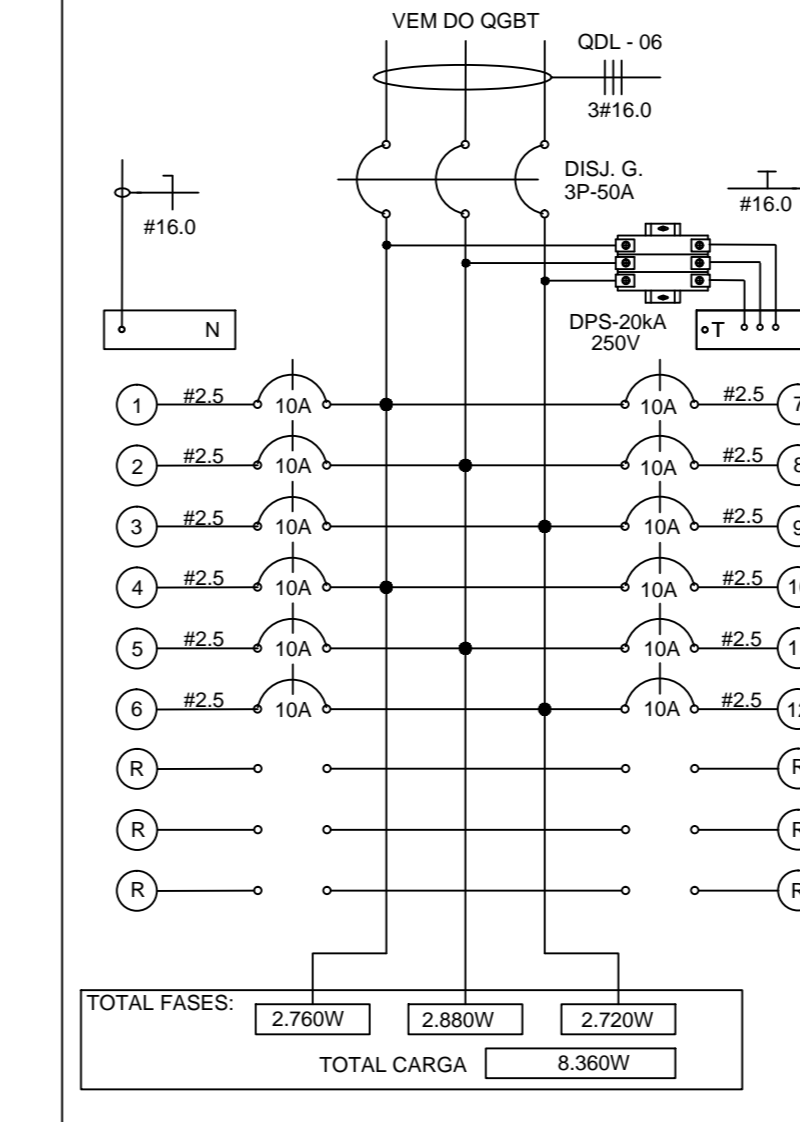 VEM DO QGBT
QDL - 06
3#16.0
DISJ. G.
3P-50A
#16.0
#16.0
N
DPS-20kA
250V
T
1 #2.5 10A 10A #2.5 7
2 #2.5 10A 10A #2.5 8
3 #2.5 10A 10A #2.5 9
4 #2.5 10A 10A #2.5 10
5 #2.5 10A 10A #2.5
6 #2.5 10A 10A #2.5 12
R R
R R
R R
TOTAL FASES:
2.760W 2.880W 2.720W
TOTAL CARGA 8.360W